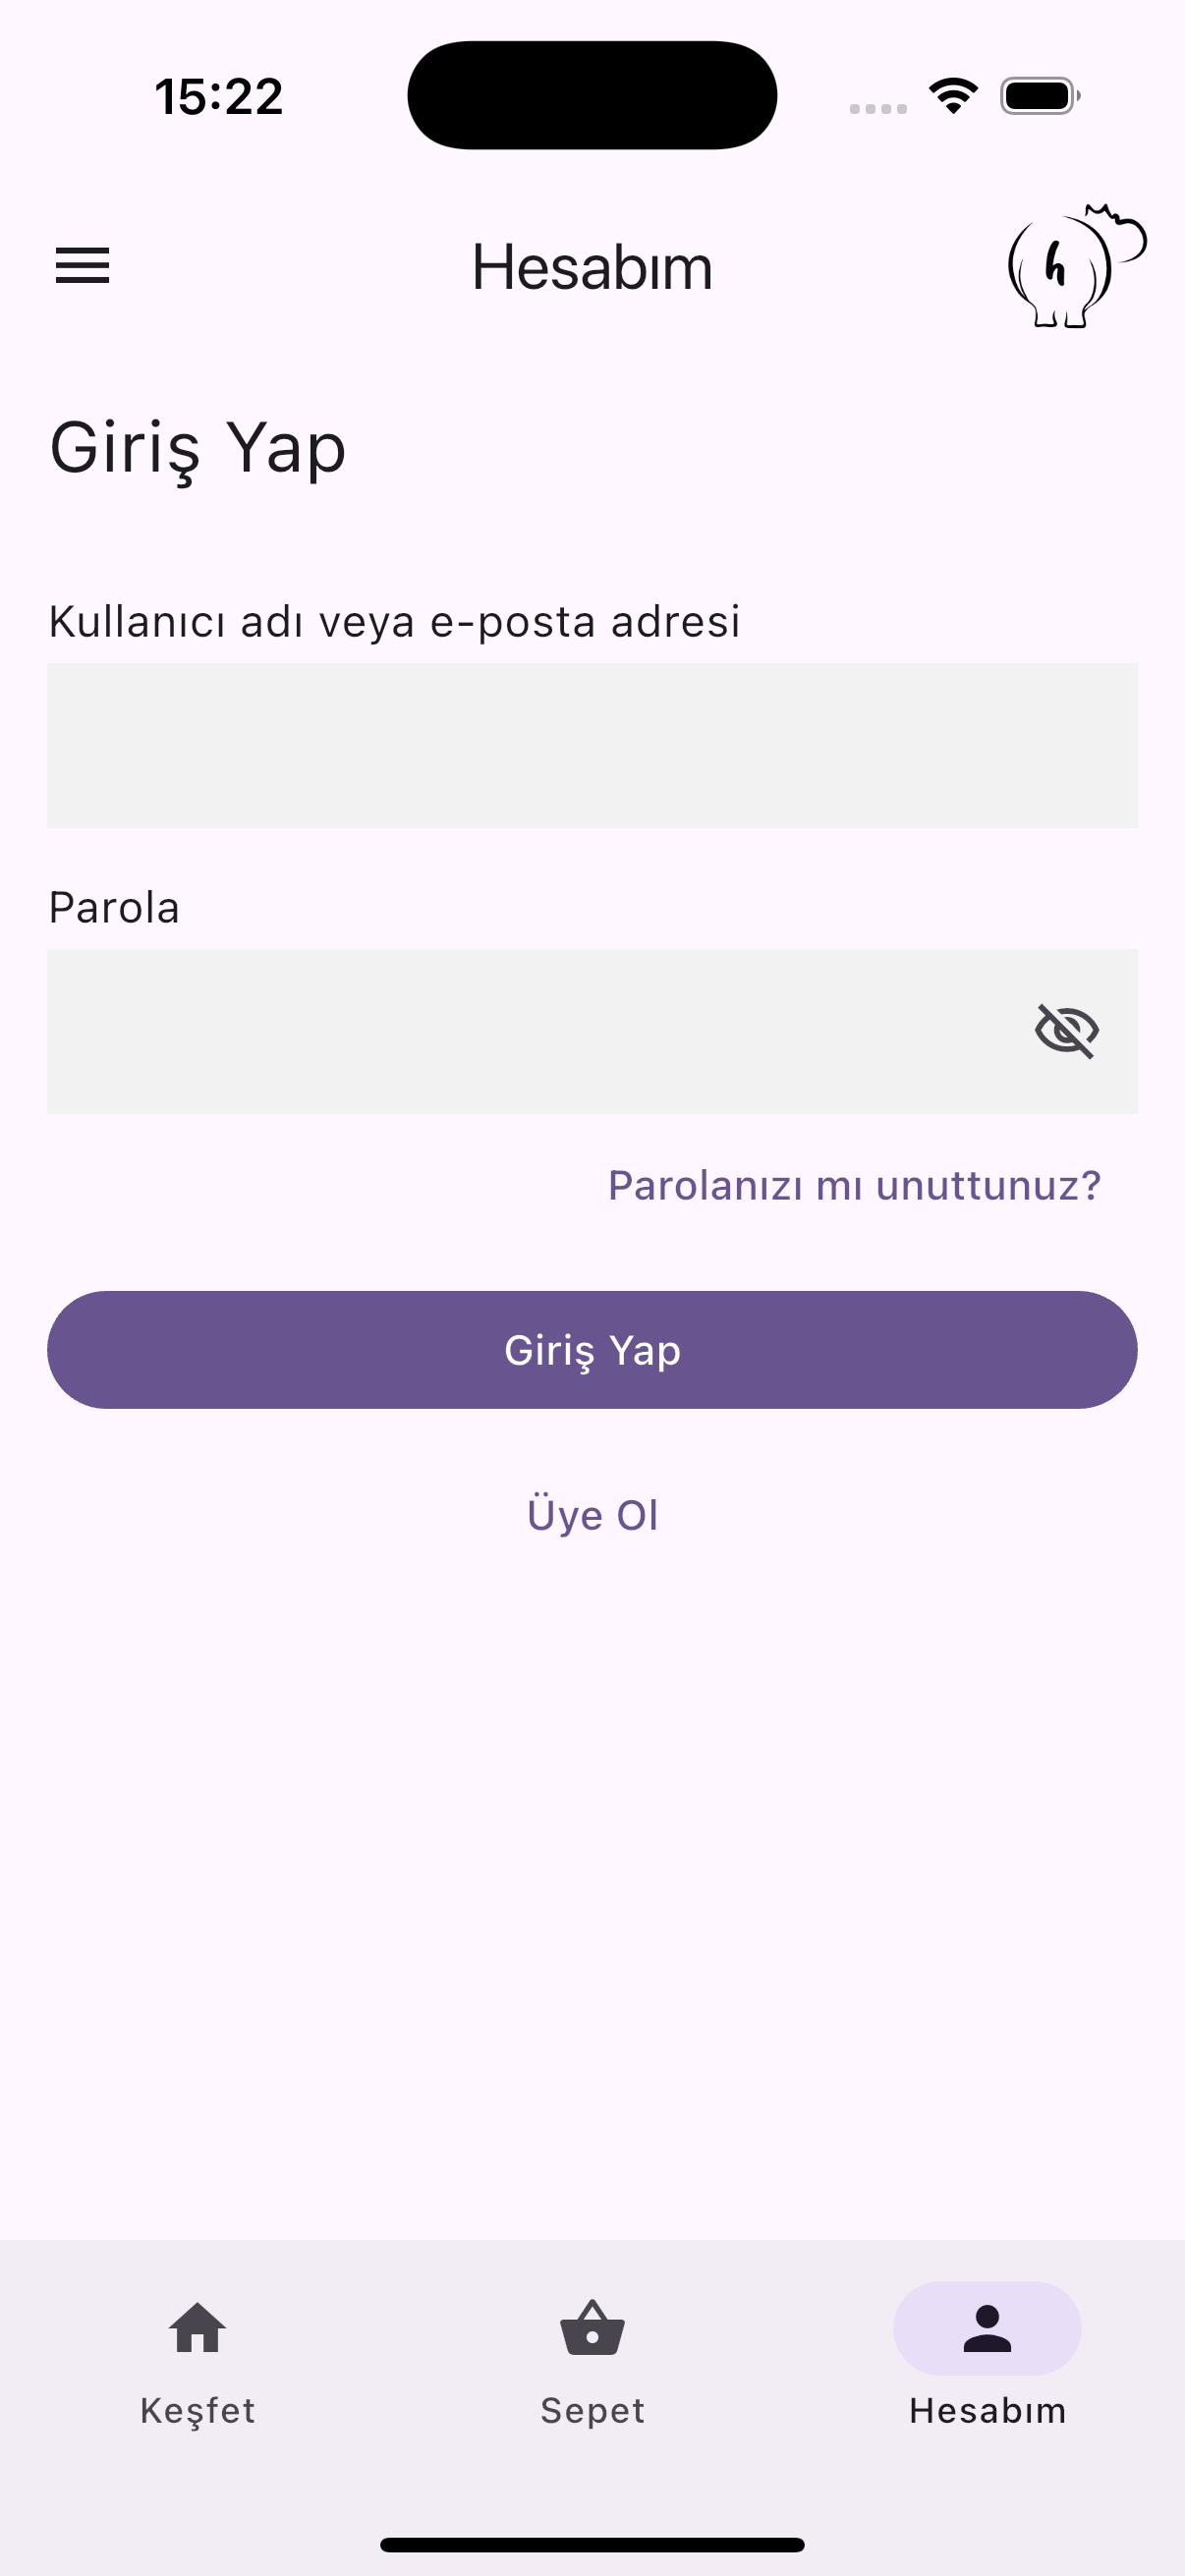 15:22
Hesabım
h
Giriş Yap
Kullanıcı adı veya e-posta adresi
Parola
Parolanızı mı unuttunuz?
Giriş Yap
Üye Ol
Keşfet
Sepet
Hesabım